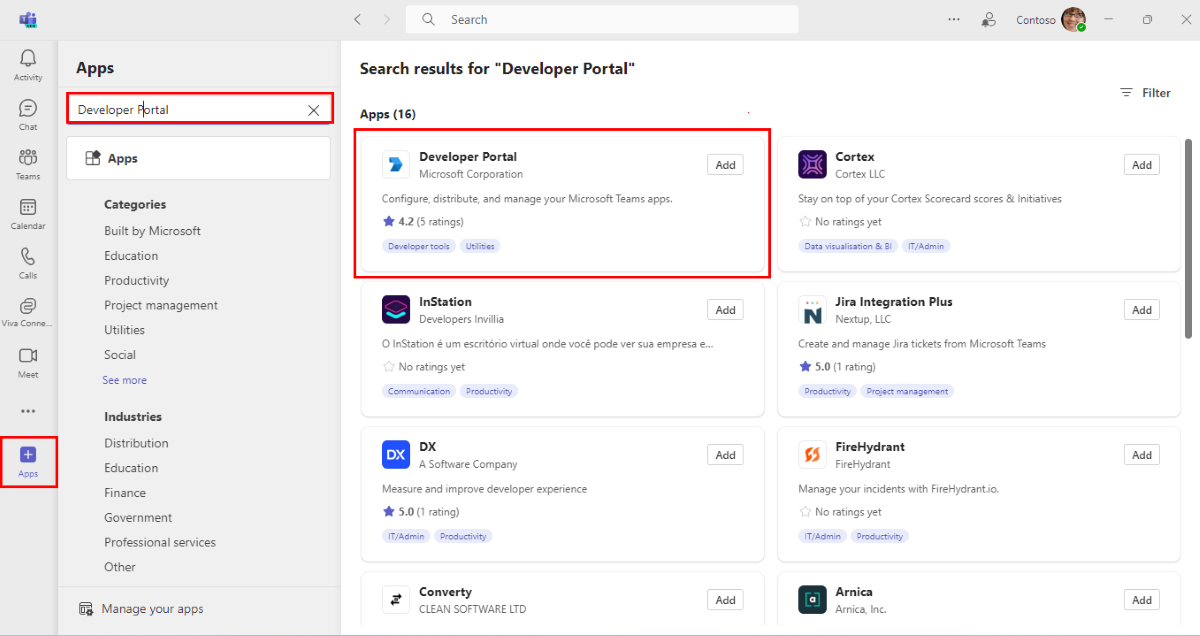 Search
Contoso
Activity
Chat
Teams
Calendar
Calls
Viva Conne...
Meet
Apps
Apps
Developer Portal
Apps
Categories
Built by Microsoft
Education
Productivity
Project management
Utilities
Social
See more
Industries
Distribution
Education
Finance
Government
Professional services
Other
Manage your apps
Search results for "Developer Portal"
Filter
Apps (16)
Developer Portal
Microsoft Corporation
Add
Configure, distribute, and manage your Microsoft Teams apps.
4.2 (5 ratings)
Developer tools Utilities
Cortex
Cortex LLC
Add
Stay on top of your Cortex Scorecard scores & Initiatives
No ratings yet
Data visualisation & BI IT/Admin
InStation
Developers Invillia
Add
O InStation é um escritório virtual onde você pode ver sua empresa e...
No ratings yet
Communication Productivity
Jira Integration Plus
Nextup, LLC
Add
Create and manage Jira tickets from Microsoft Teams
5.0 (1 rating)
Productivity Project management
DX
DX
A Software Company
Add
Measure and improve developer experience
5.0 (1 rating)
IT/Admin Productivity
FireHydrant
FireHydrant
Add
Manage your incidents with FireHydrant.io.
No ratings yet
IT/Admin Productivity
Converty
CLEAN SOFTWARE LTD
Add
Arnica
Arnica, Inc.
Add